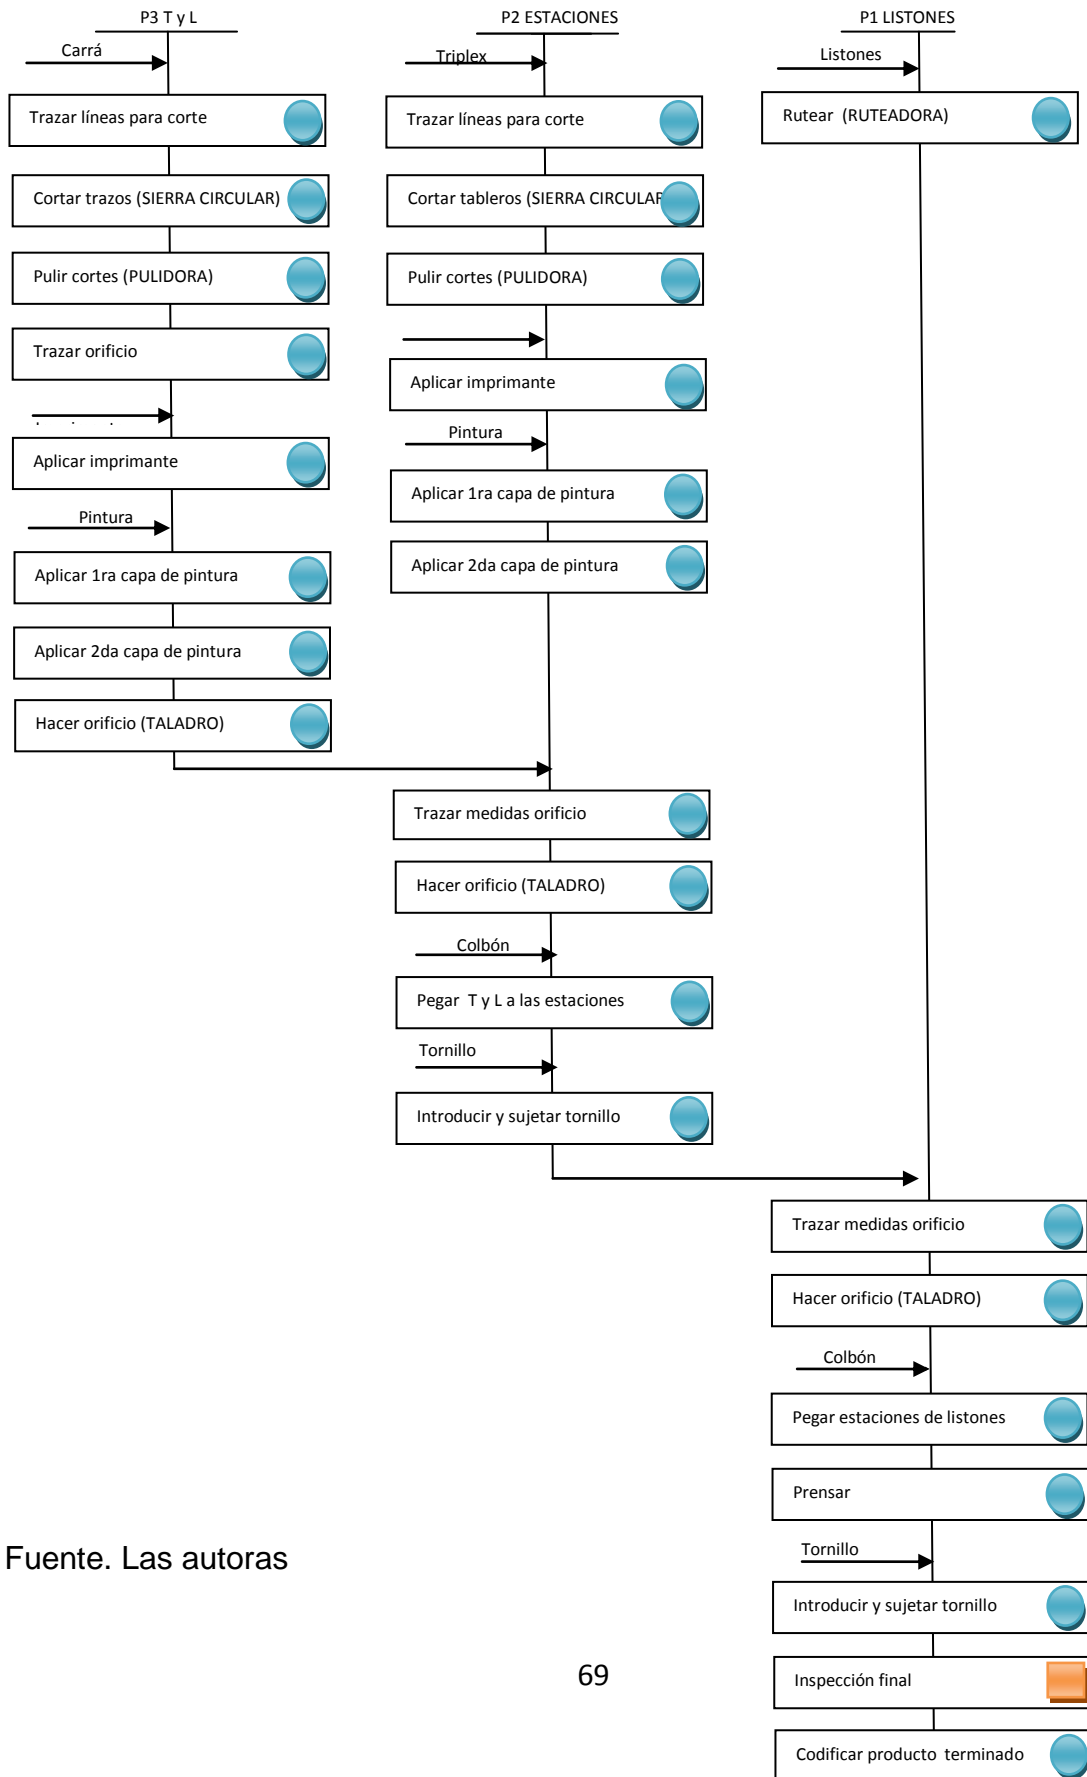 P3 T y L
Carrá
Trazar líneas para corte
Cortar trazos (SIERRA CIRCULAR)
Pulir cortes (PULIDORA)
Trazar orificio
Aplicar imprimante
Pintura
Aplicar 1ra capa de pintura
Aplicar 2da capa de pintura
Hacer orificio (TALADRO)
P2 ESTACIONES
Triplex
Trazar líneas para corte
Cortar tableros (SIERRA CIRCULAR
Pulir cortes (PULIDORA)
Aplicar imprimante
Pintura
Aplicar 1ra capa de pintura
Aplicar 2da capa de pintura
Trazar medidas orificio
Hacer orificio (TALADRO)
Colbón
Pegar T y L a las estaciones
Tornillo
Introducir y sujetar tornillo
P1 LISTONES
Listones
Rutear (RUTEADORA)
Trazar medidas orificio
Hacer orificio (TALADRO)
Colbón
Pegar estaciones de listones
Prensar
Tornillo
Introducir y sujetar tornillo
Inspección final
Codificar producto terminado
Fuente. Las autoras
69